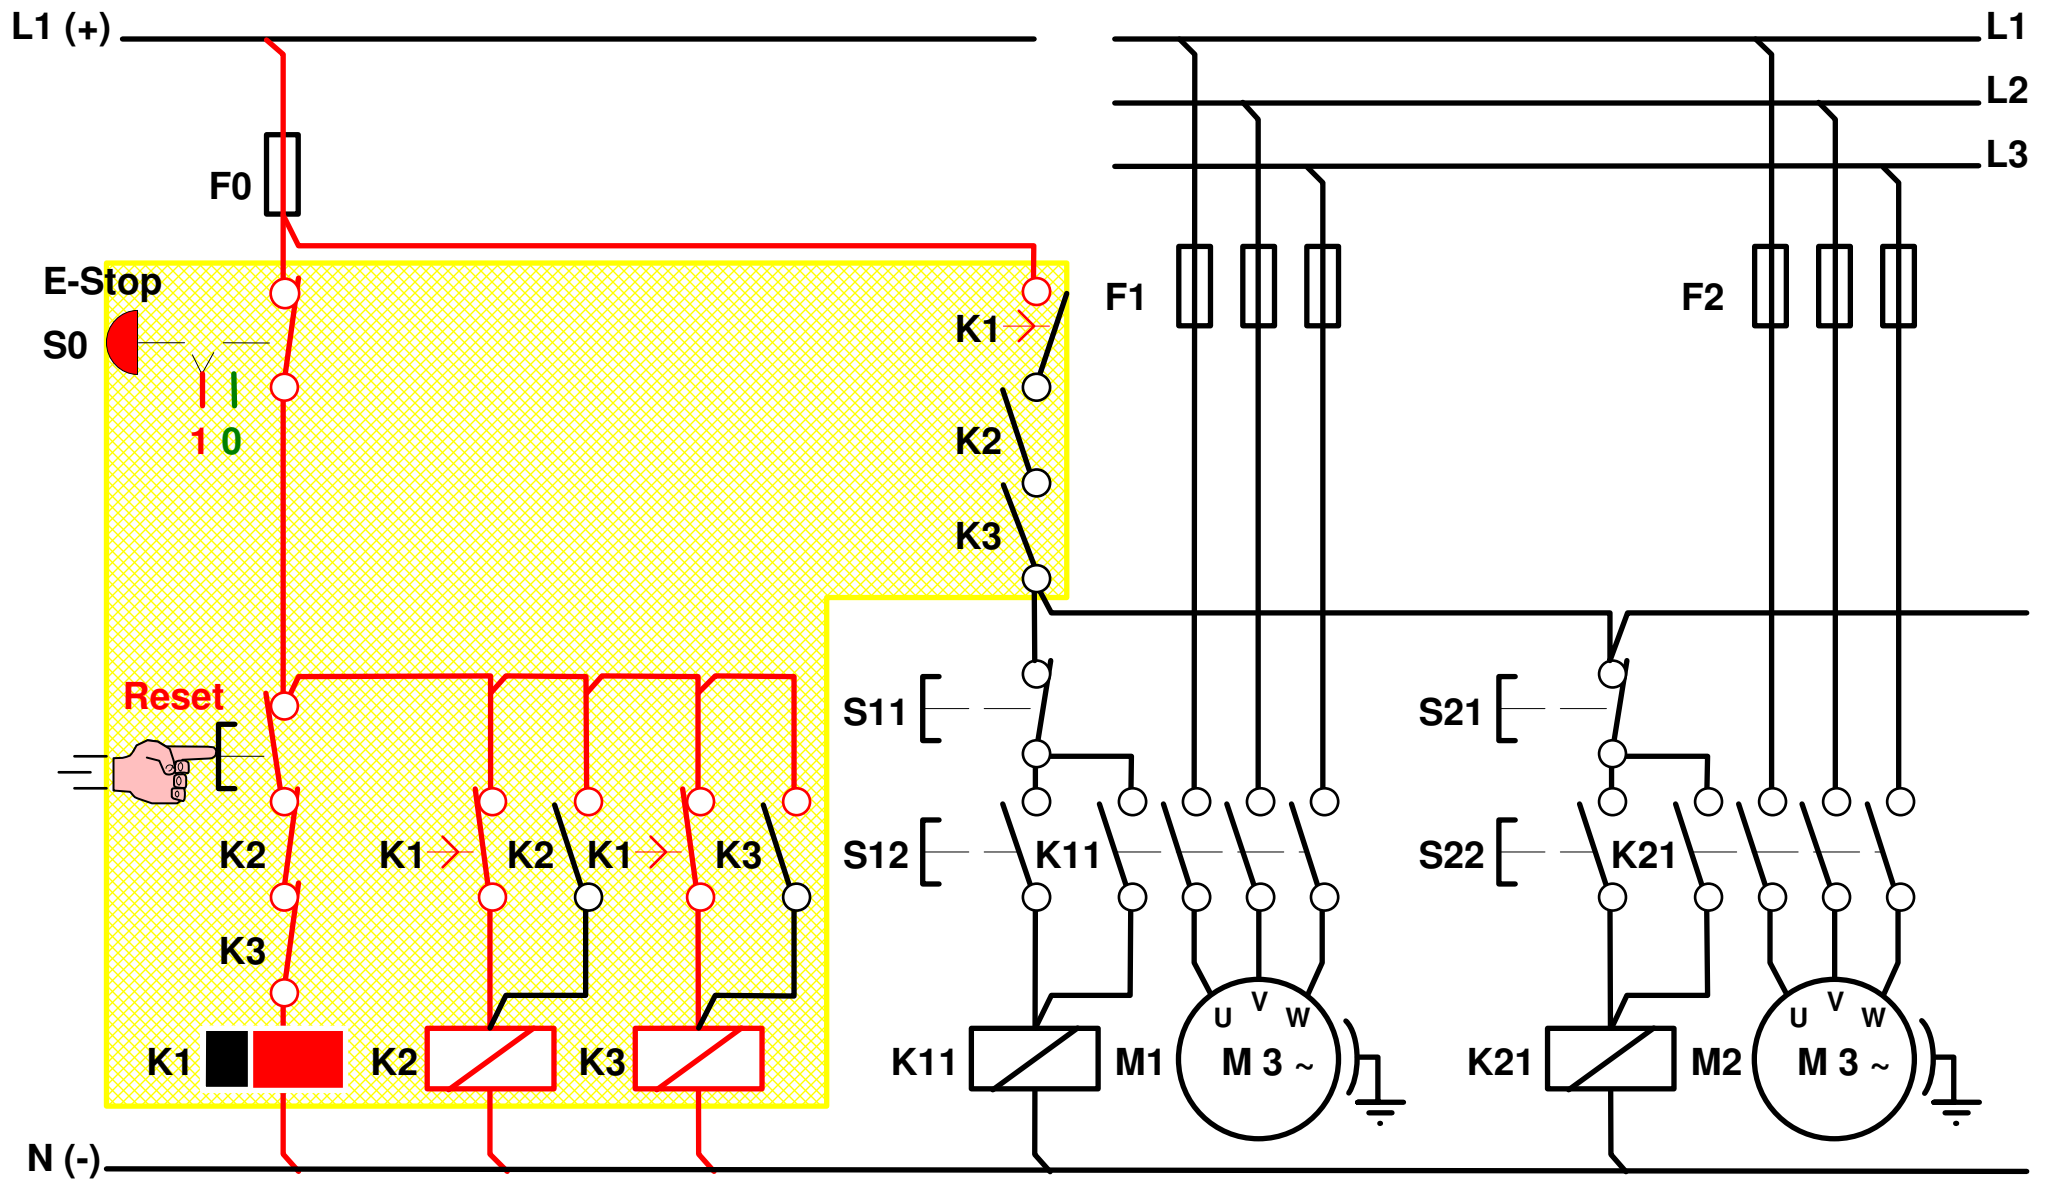 L1 (+)
L1
L2
L3
F0
E-Stop
S0
1 0
K1
F1
F2
K2
K3
Reset
S11
S21
K2
K1
K2
K1
K3
S12
K11
S22
K21
K3
U
V
W
U
V
W
K1
K2
K3
K11
M1
M 3 ~
K21
M2
M 3 ~
N (-)